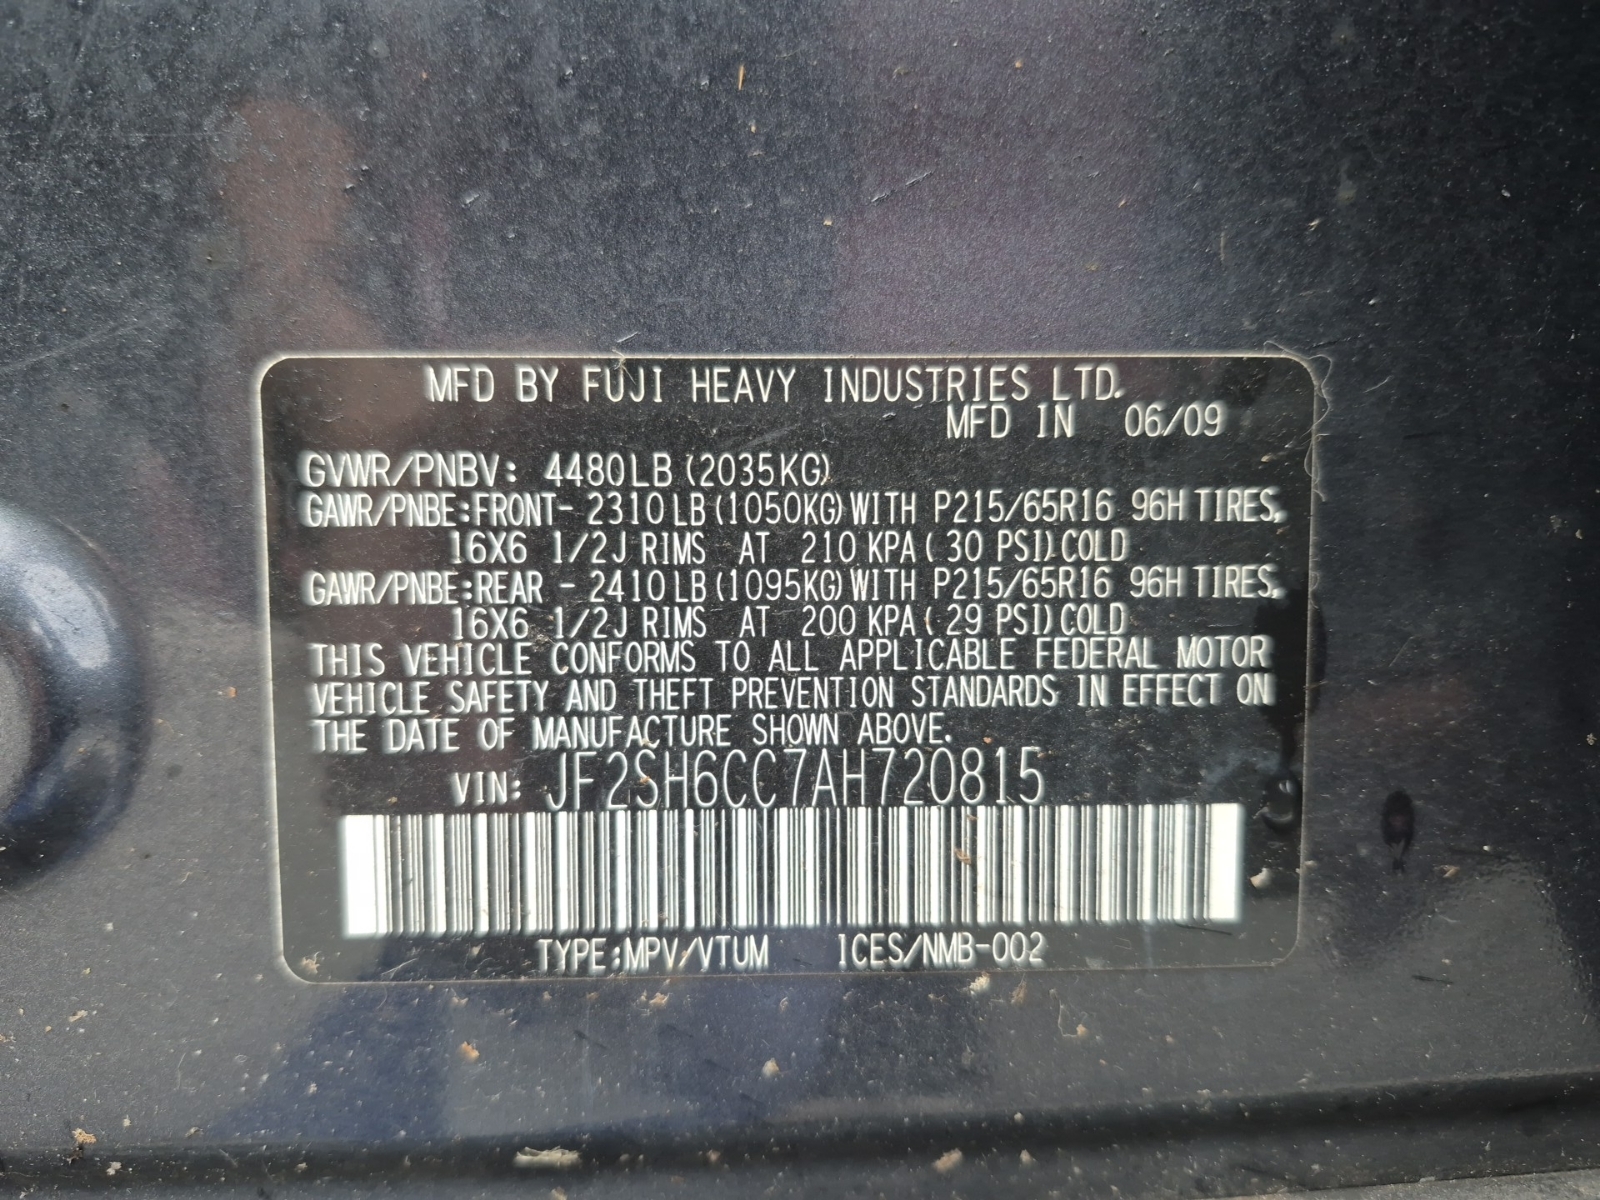 MFD BY FUJI HEAVY INDUSTRIES LTD.
MFD IN 06/09
GVWR/PNBV: 4480LB (2035KG)
GAWR/PNBE:FRONT- 2310LB (1050KG) WITH P215/65R16 96H TIRES,
16X6 1/2J RIMS AT 210 KPA ( 30 PSI) COLD
GAWR/PNBE:REAR - 2410LB (1095KG) WITH P215/65R16 96H TIRES,
16X6 1/2J RIMS AT 200 KPA ( 29 PSI) COLD
THIS VEHICLE CONFORMS TO ALL APPLICABLE FEDERAL MOTOR
VEHICLE SAFETY AND THEFT PREVENTION STANDARDS IN EFFECT ON
THE DATE OF MANUFACTURE SHOWN ABOVE.
VIN: JF2SH6CC7AH720815
TYPE:MPV/VTUM ICES/NMB-002